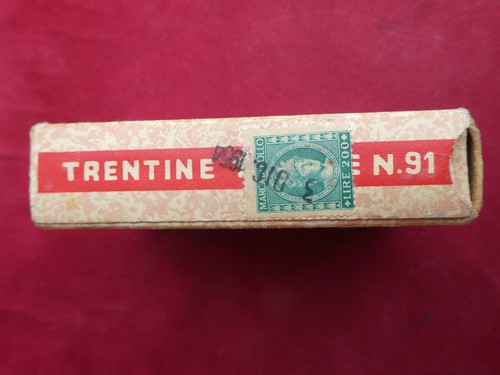 TRENTINE N.91
MARCA BOLLO
LIRE 200